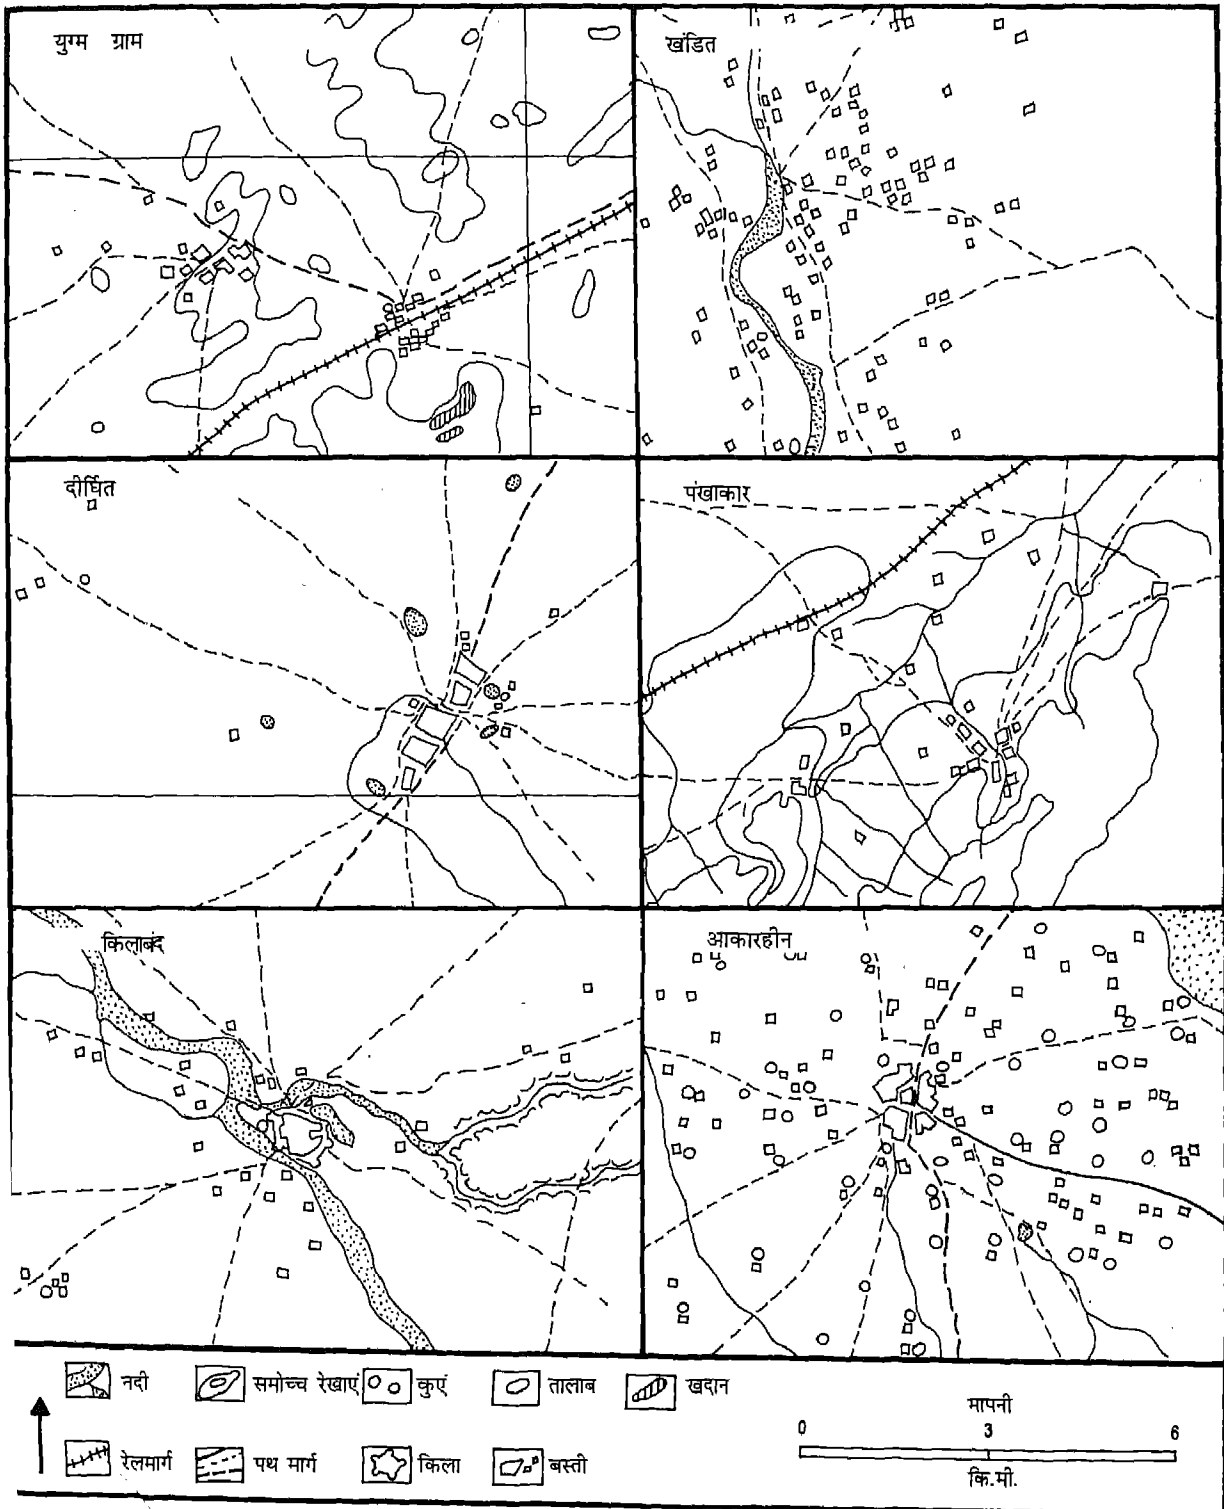 युग्म ग्राम
खंडित
दीर्घित
पंखाकार
किलाबंद
आकारहीन
नदी
समोच्च रेखाएं
कुएं
तालाब
खदान
रेलमार्ग
पथ मार्ग
किला
बस्ती
मापनी
0 3 6
कि.मी.